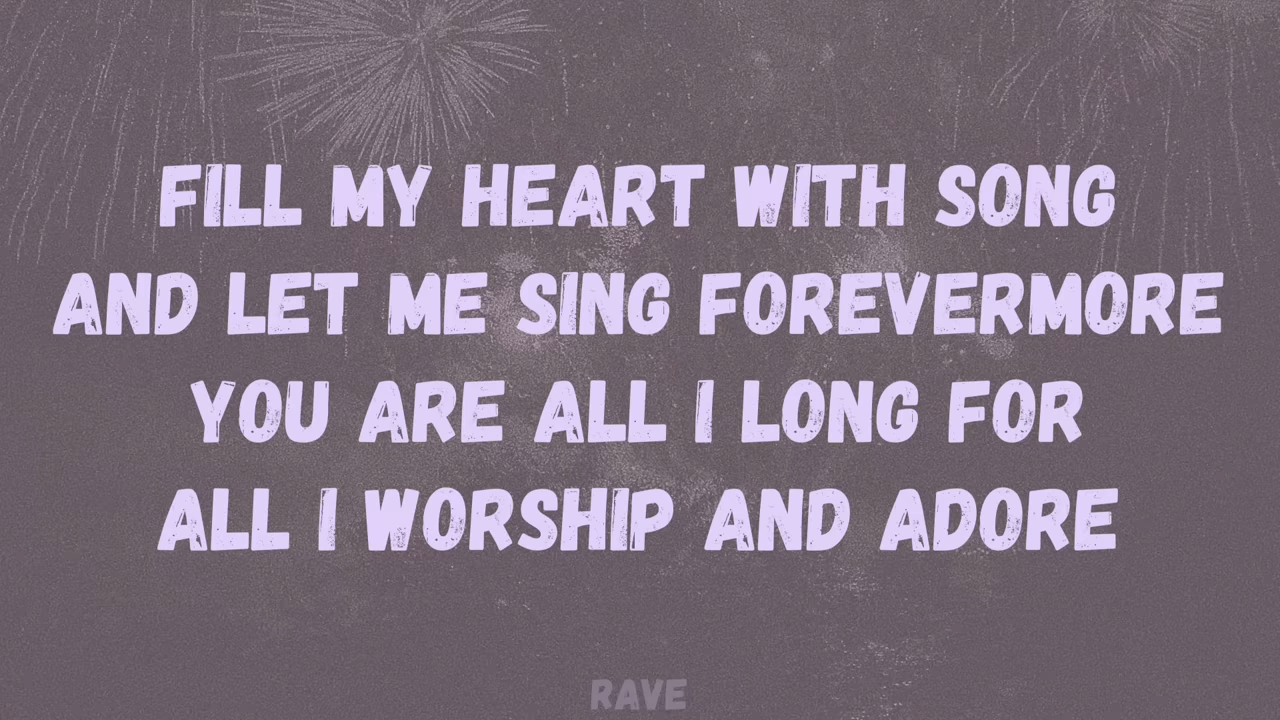 FILL MY HEART WITH SONG
AND LET ME SING FOREVERMORE
YOU ARE ALL I LONG FOR
ALL I WORSHIP AND ADORE
RAVE